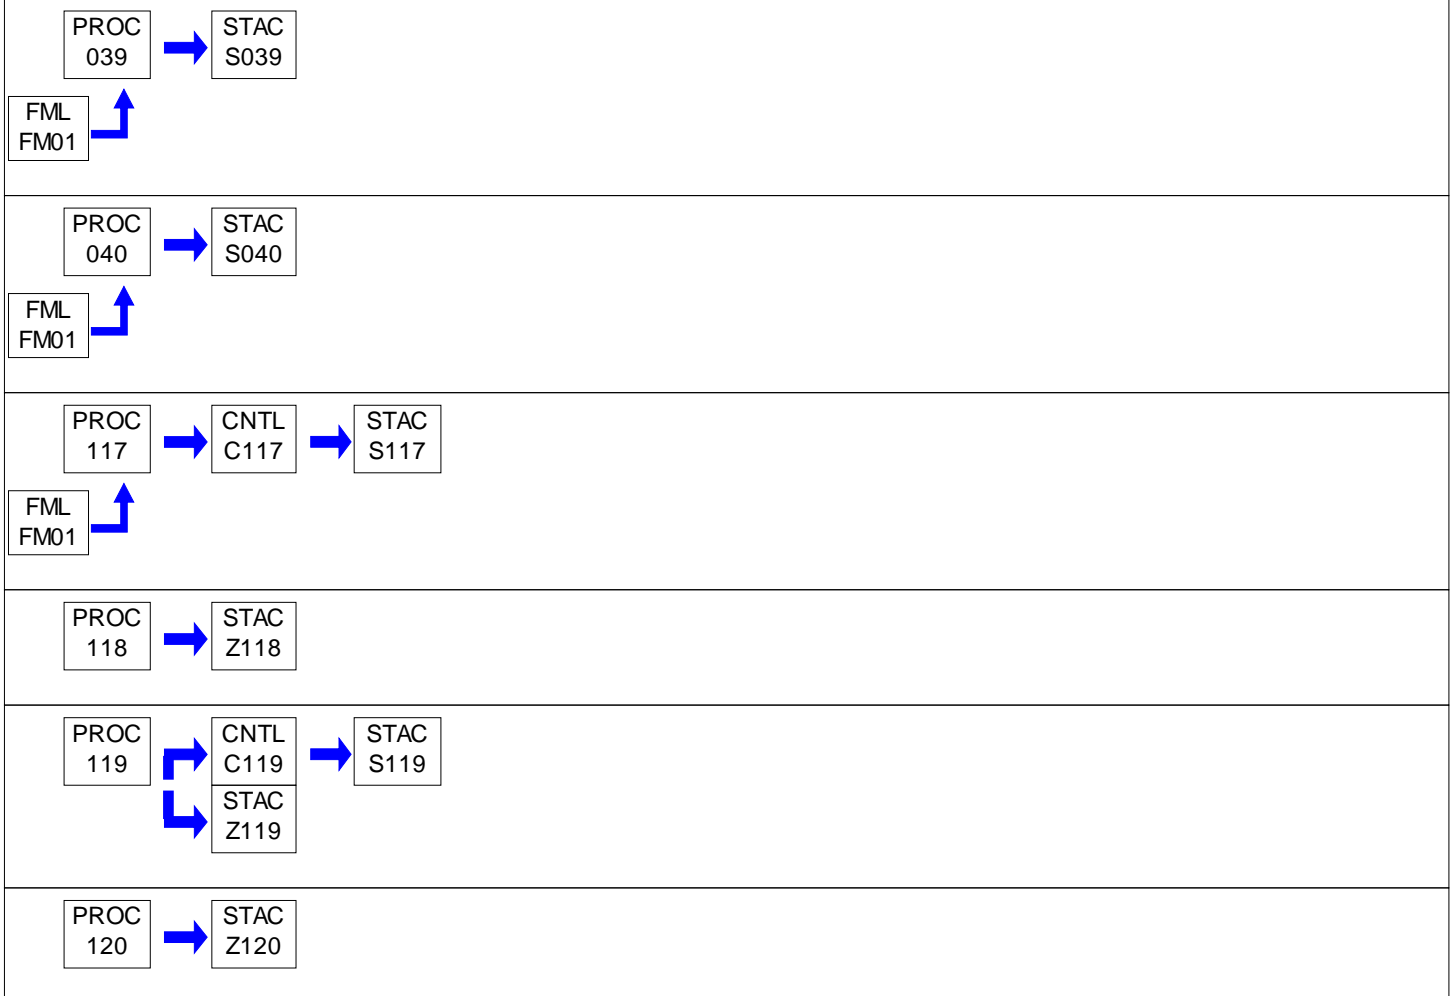 PROC
039
STAC
S039
FML
FM01
PROC
040
STAC
S040
FML
FM01
PROC
117
CNTL
C117
STAC
S117
FML
FM01
PROC
118
STAC
Z118
PROC
119
CNTL
C119
STAC
S119
STAC
Z119
PROC
120
STAC
Z120